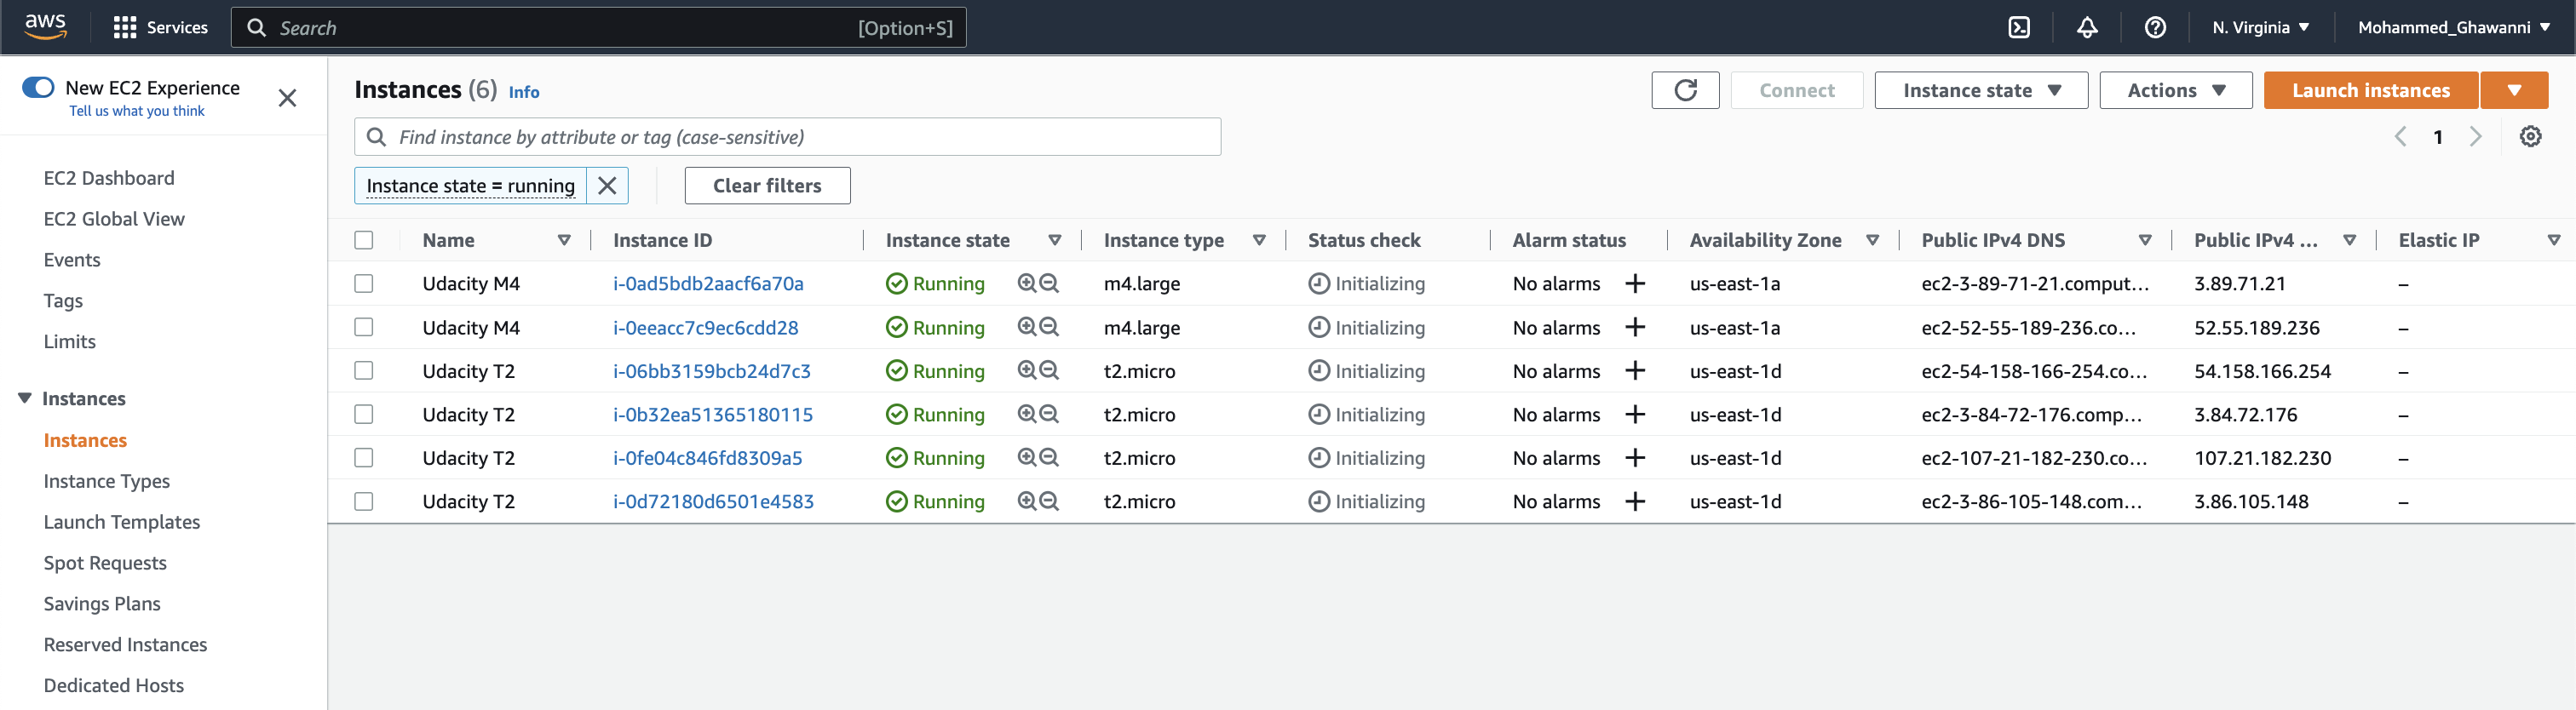 aws
Services
Search [Option+S]
N. Virginia
Mohammed_Ghawanni
New EC2 Experience
Tell us what you think
EC2 Dashboard
EC2 Global View
Events
Tags
Limits
Instances
Instances
Instance Types
Launch Templates
Spot Requests
Savings Plans
Reserved Instances
Dedicated Hosts
Instances (6) Info
Connect
Instance state
Actions
Launch instances
Find instance by attribute or tag (case-sensitive)
1
Instance state = running
Clear filters
Name Instance ID Instance state Instance type Status check Alarm status Availability Zone Public IPv4 DNS Public IPv4 ... Elastic IP
Udacity M4 i-0ad5bdb2aacf6a70a Running m4.large Initializing No alarms + us-east-1a ec2-3-89-71-21.comput... 3.89.71.21 –
Udacity M4 i-0eeacc7c9ec6cdd28 Running m4.large Initializing No alarms + us-east-1a ec2-52-55-189-236.co... 52.55.189.236 –
Udacity T2 i-06bb3159bcb24d7c3 Running t2.micro Initializing No alarms + us-east-1d ec2-54-158-166-254.co... 54.158.166.254 –
Udacity T2 i-0b32ea51365180115 Running t2.micro Initializing No alarms + us-east-1d ec2-3-84-72-176.comp... 3.84.72.176 –
Udacity T2 i-0fe04c846fd8309a5 Running t2.micro Initializing No alarms + us-east-1d ec2-107-21-182-230.co... 107.21.182.230 –
Udacity T2 i-0d72180d6501e4583 Running t2.micro Initializing No alarms + us-east-1d ec2-3-86-105-148.com... 3.86.105.148 –